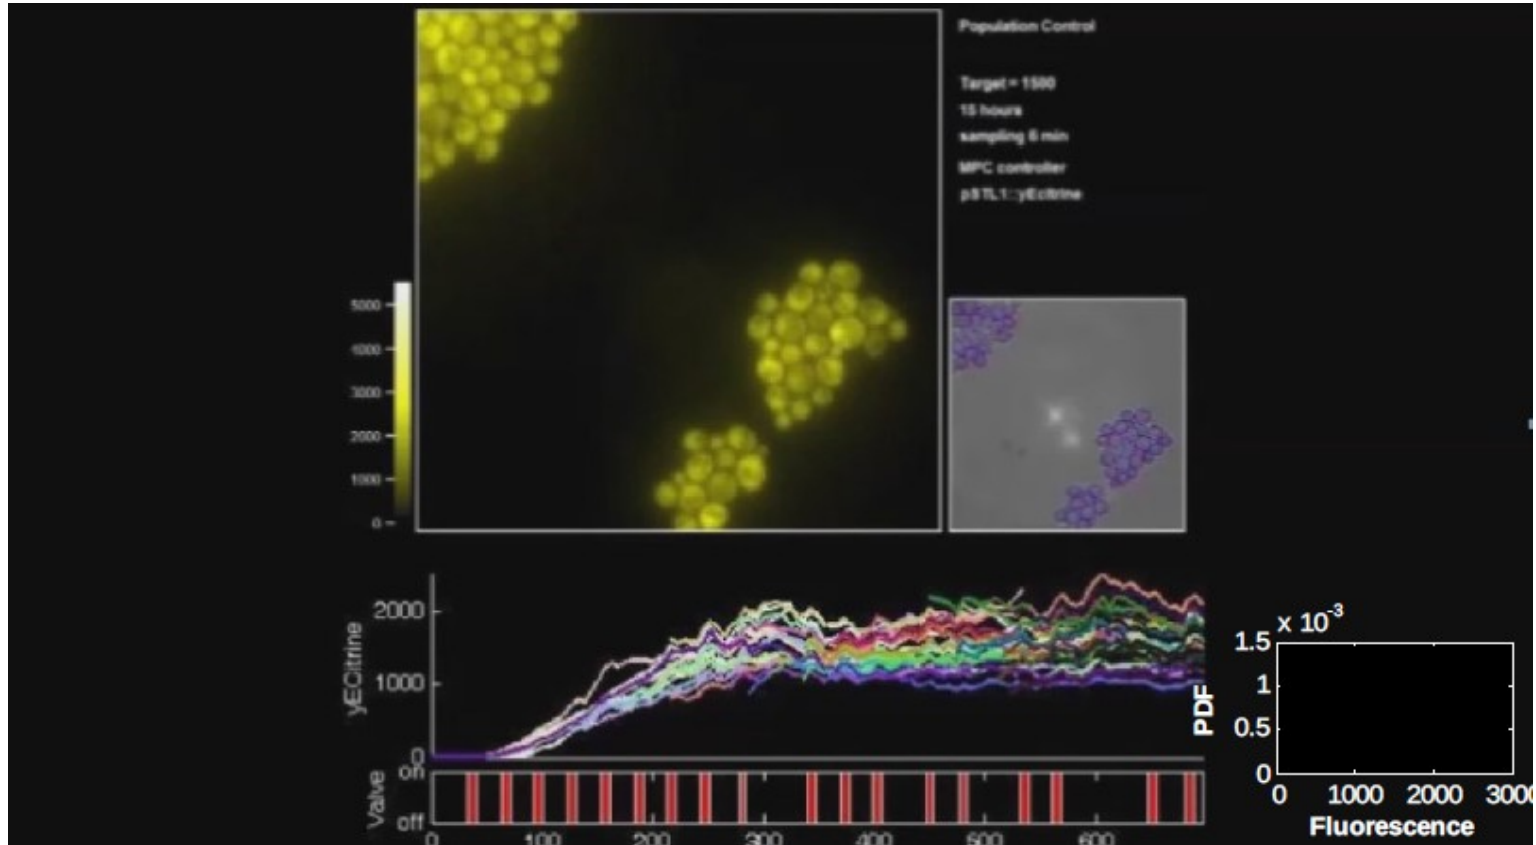 Population Control
Target = 1500
15 hours
sampling 6 min
MPC controller
pSTL1::yEcitrine
5000
4000
3000
2000
1000
0
yECitrine
2000
1000
0
Valve
on
off
0 100 200 300 400 500 600
x 10-3
1.5
1
0.5
0
PDF
0 1000 2000 3000
Fluorescence